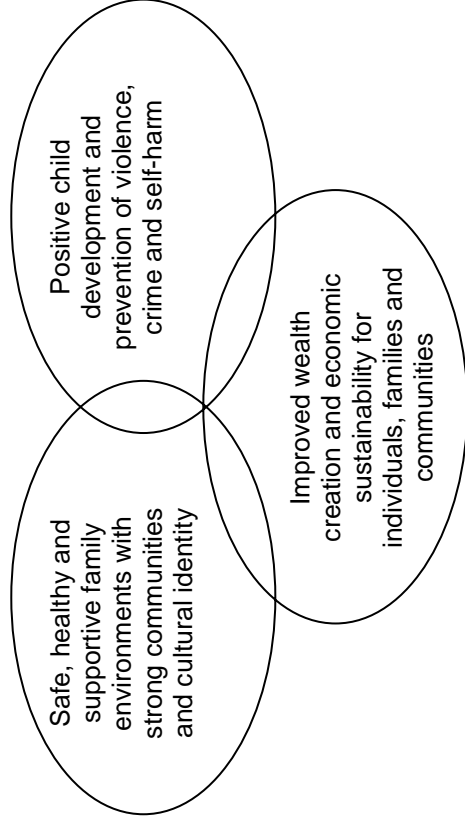 Safe, healthy and
supportive family
environments with
strong communities
and cultural identity
Positive child
development and
prevention of violence,
crime and self-harm
Improved wealth
creation and economic
sustainability for
individuals, families and
communities